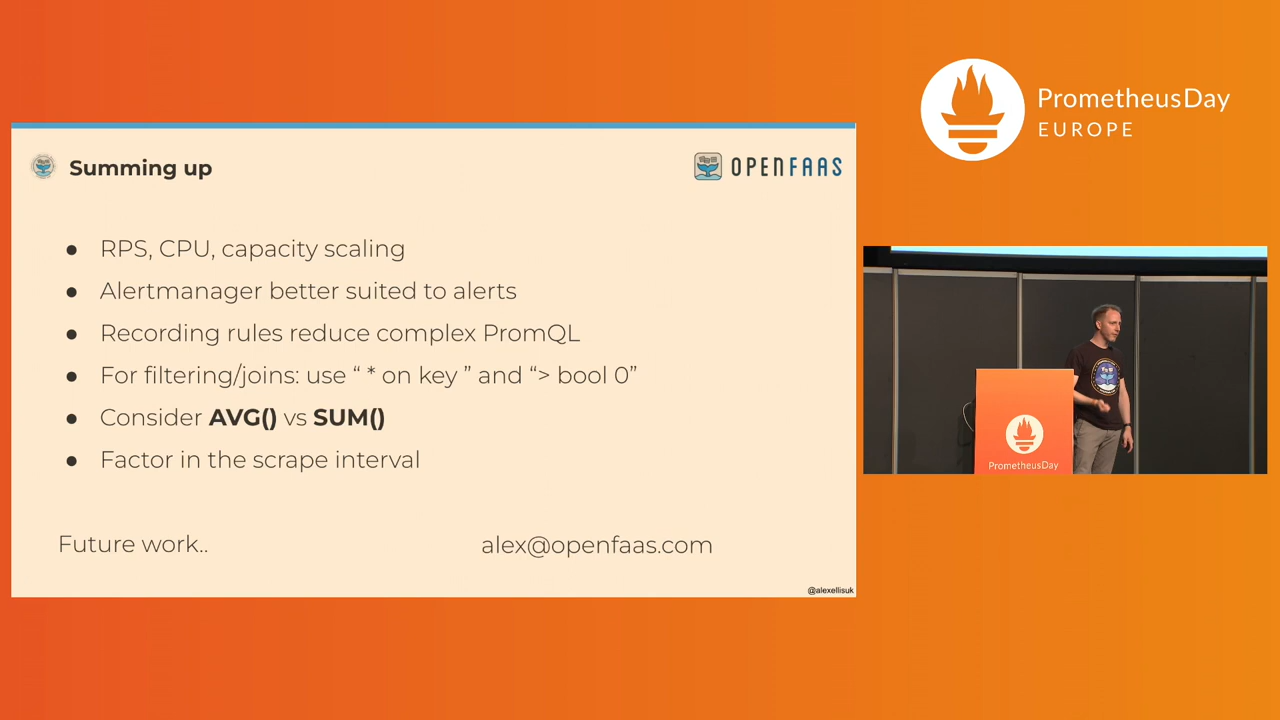 PrometheusDay
EUROPE
Summing up
OPENFAAS
● RPS, CPU, capacity scaling
● Alertmanager better suited to alerts
● Recording rules reduce complex PromQL
● For filtering/joins: use “ * on key ” and “> bool 0”
● Consider AVG() vs SUM()
● Factor in the scrape interval
Future work..
alex@openfaas.com
@alexellisuk
PrometheusDay